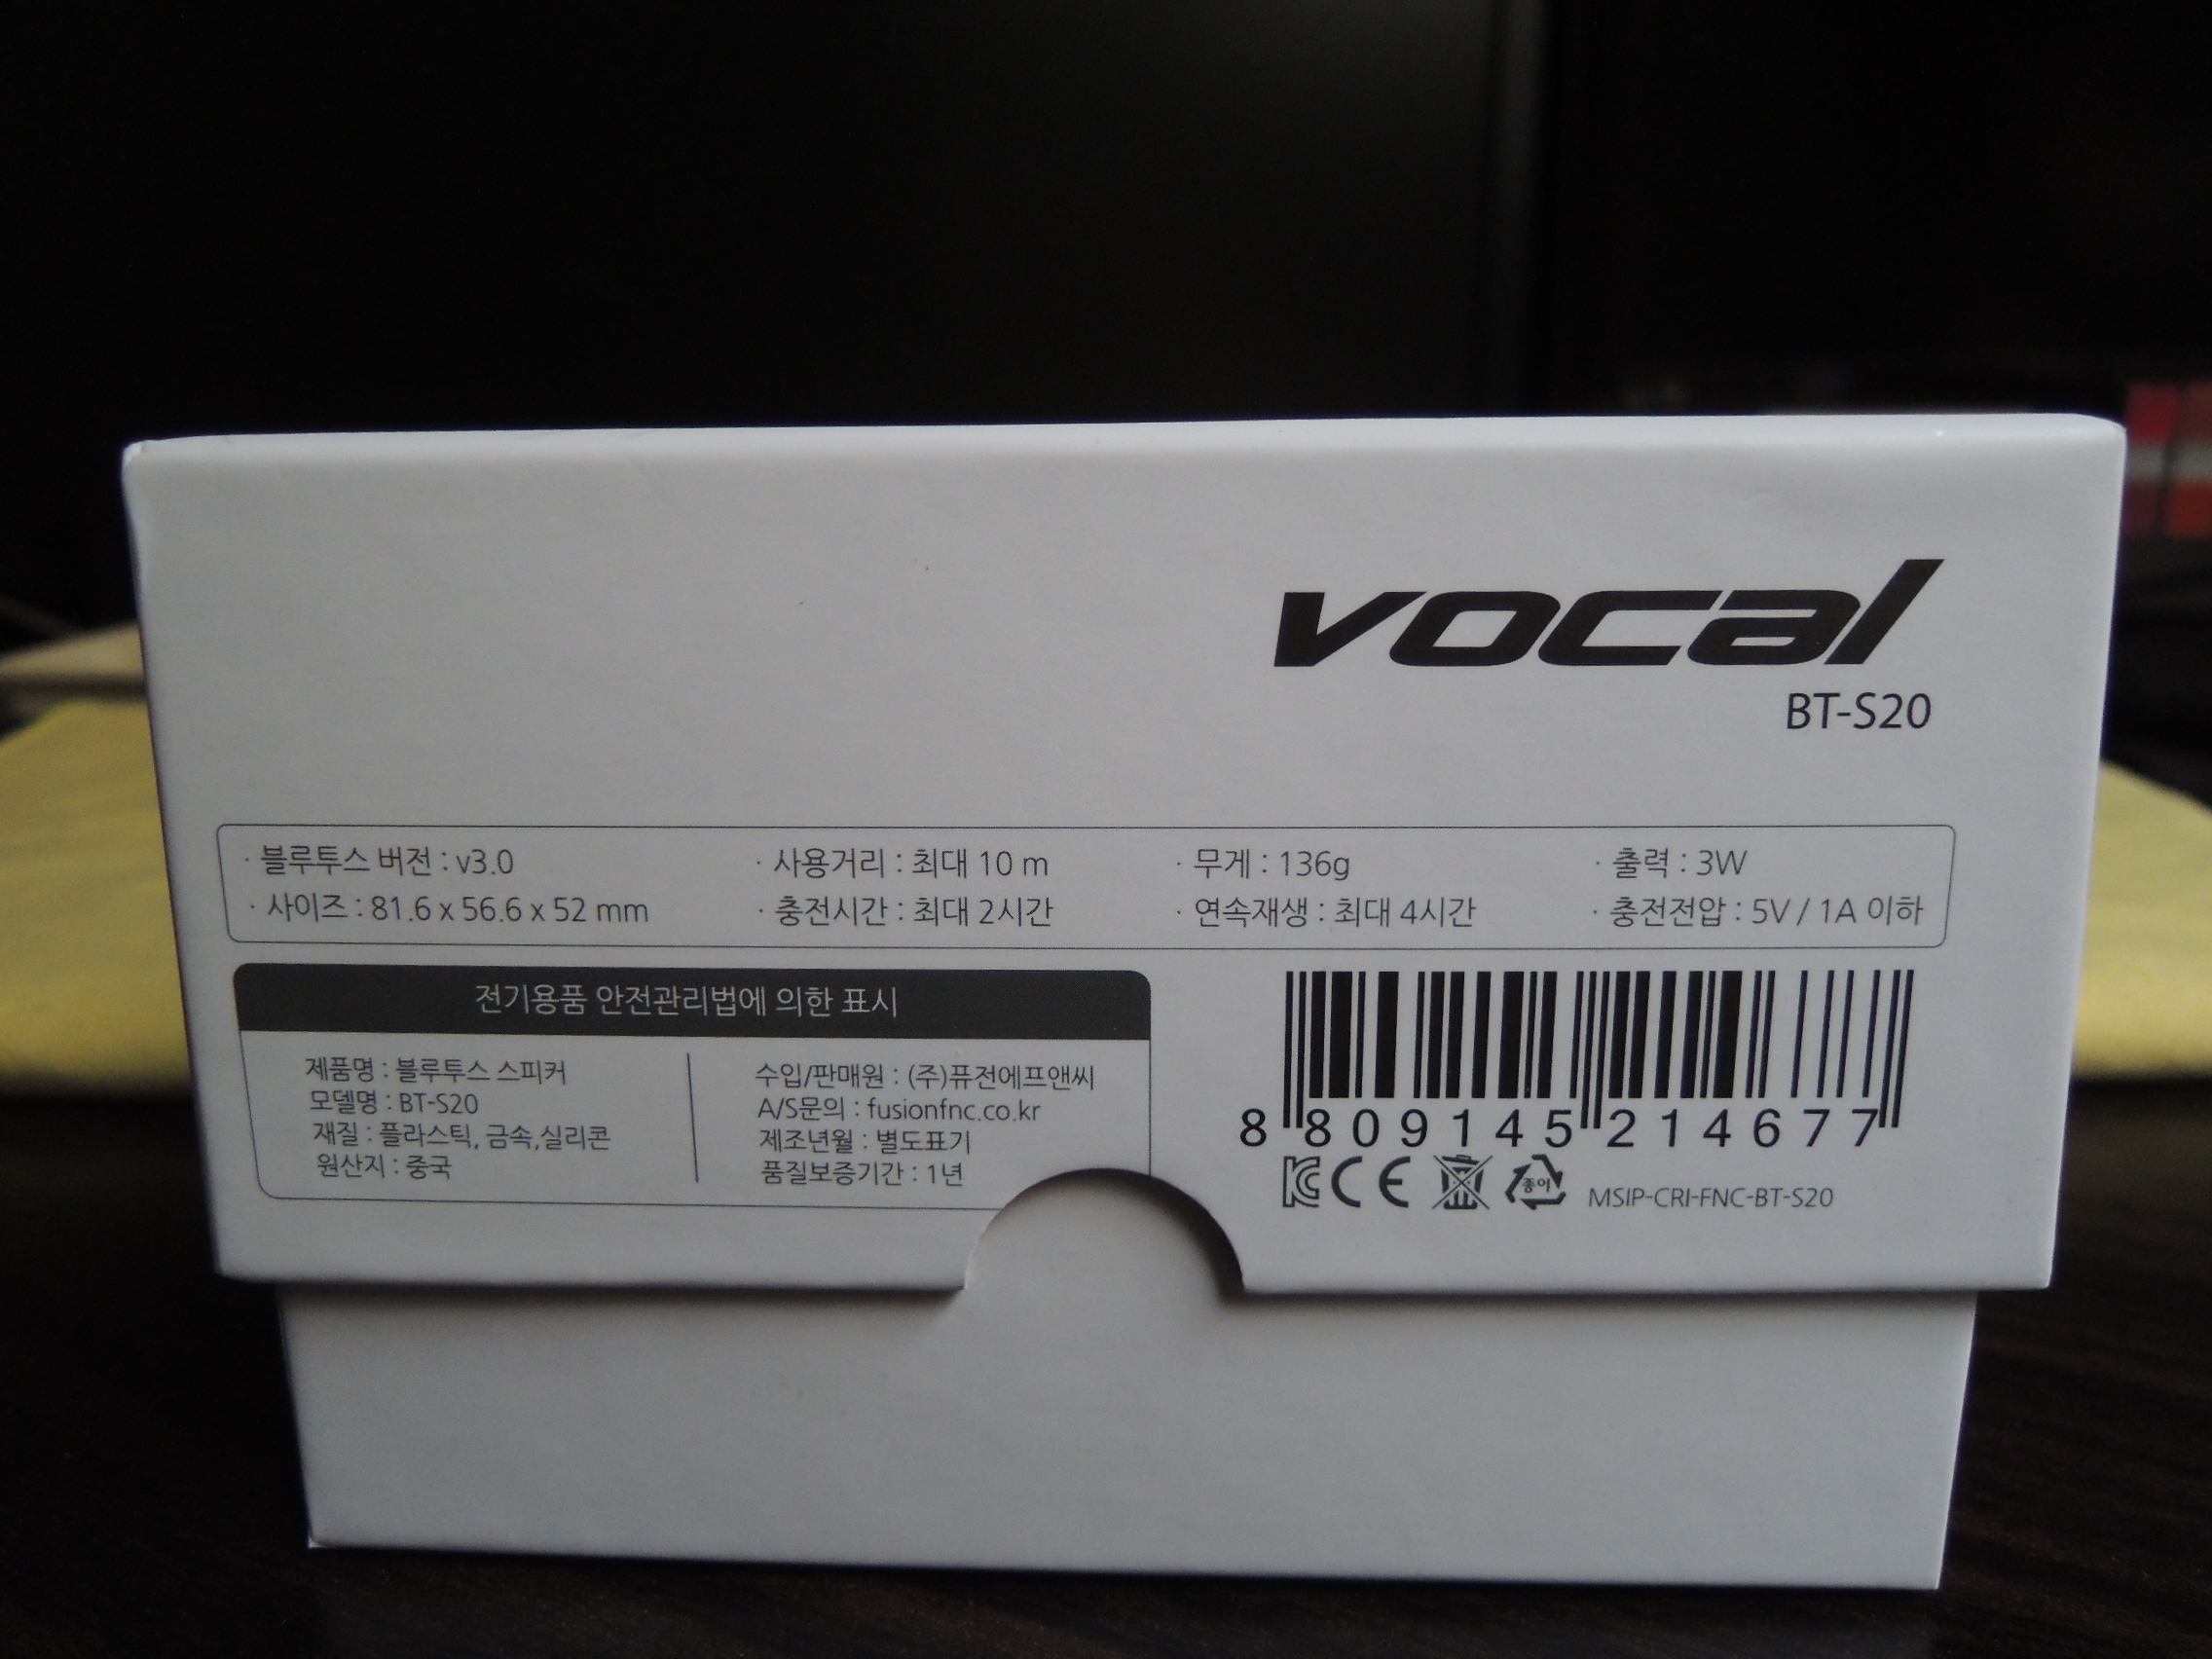 vocal
BT-S20
· 블루투스 버전 : v3.0 · 사용거리 : 최대 10 m · 무게 : 136g · 출력 : 3W
· 사이즈 : 81.6 x 56.6 x 52 mm · 충전시간 : 최대 2시간 · 연속재생 : 최대 4시간 · 충전전압 : 5V / 1A 이하
전기용품 안전관리법에 의한 표시
제품명 : 블루투스 스피커
모델명 : BT-S20
재질 : 플라스틱, 금속,실리콘
원산지 : 중국
수입/판매원 : (주)퓨전에프앤씨
A/S문의 : fusionfnc.co.kr
제조년월 : 별도표기
품질보증기간 : 1년
8 809145 214677
KC CE 종이 MSIP-CRI-FNC-BT-S20